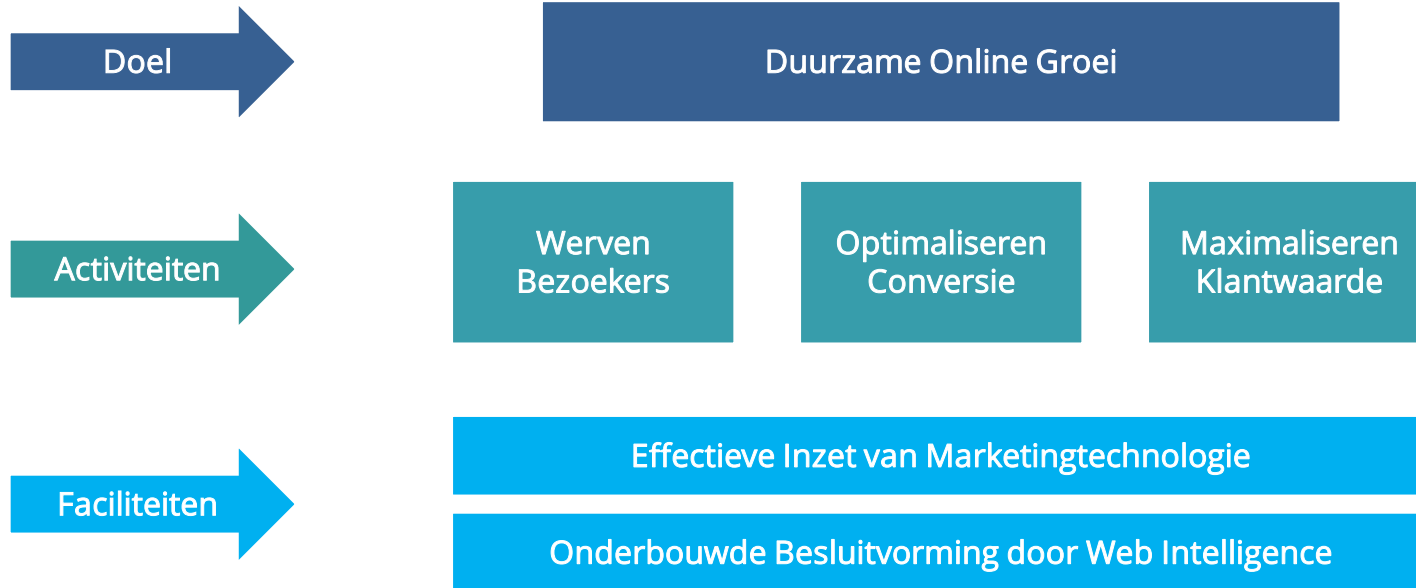 Doel
Duurzame Online Groei
Activiteiten
Werven
Bezoekers
Optimaliseren
Conversie
Maximaliseren
Klantwaarde
Faciliteiten
Effectieve Inzet van Marketingtechnologie
Onderbouwde Besluitvorming door Web Intelligence